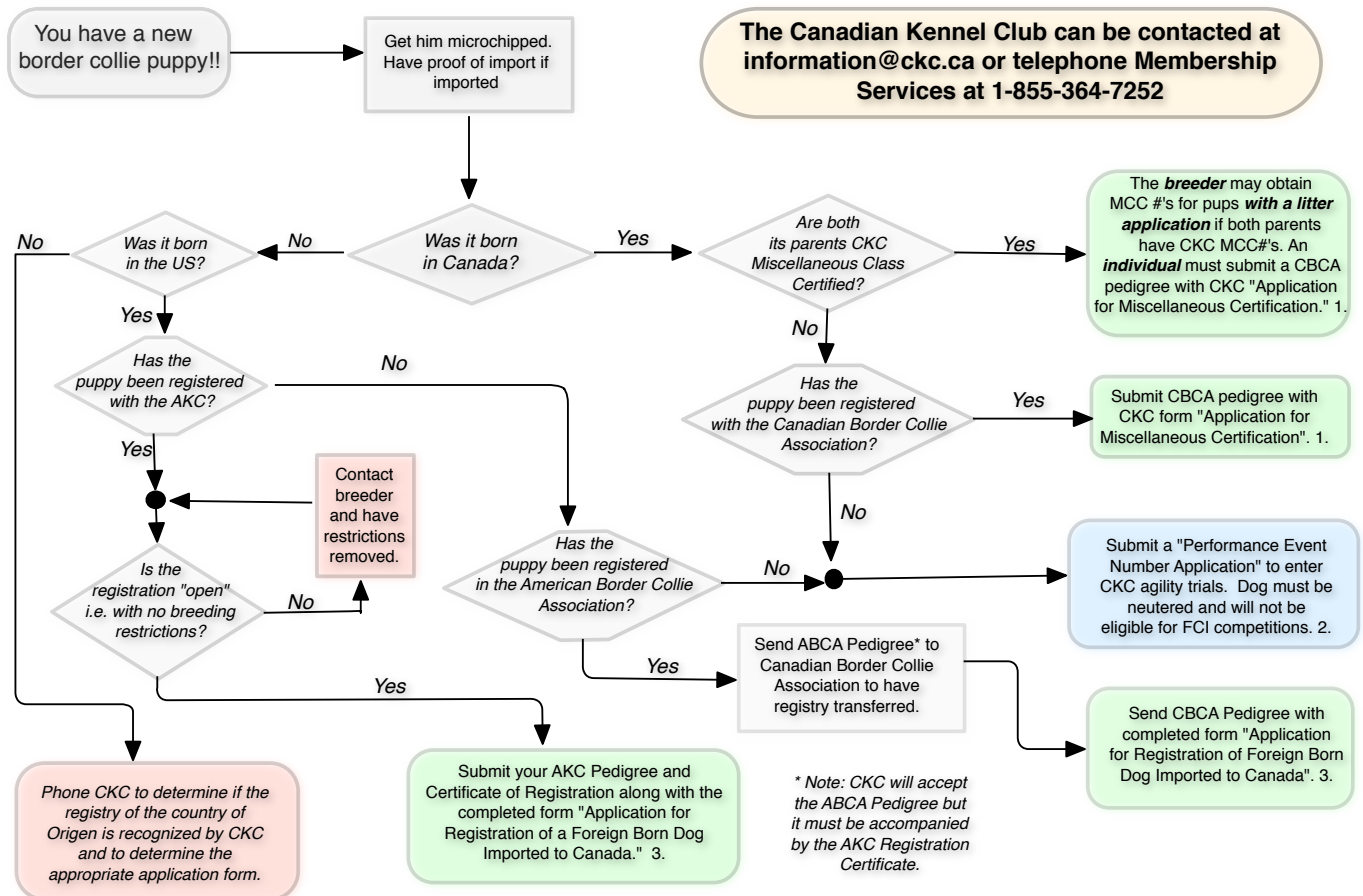 You have a new
border collie puppy!!
Get him microchipped.
Have proof of import if
imported
The Canadian Kennel Club can be contacted at
information@ckc.ca or telephone Membership
Services at 1-855-364-7252
Was it born
in Canada?
No
Yes
Was it born
in the US?
No
Yes
Are both
its parents CKC
Miscellaneous Class
Certified?
Yes
No
The breeder may obtain
MCC #'s for pups with a litter
application if both parents
have CKC MCC#'s. An
individual must submit a CBCA
pedigree with CKC "Application
for Miscellaneous Certification." 1.
Has the
puppy been registered
with the AKC?
No
Yes
Has the
puppy been registered
with the Canadian Border Collie
Association?
Yes
No
Submit CBCA pedigree with
CKC form "Application for
Miscellaneous Certification". 1.
Contact
breeder
and have
restrictions
removed.
Is the
registration "open"
i.e. with no breeding
restrictions?
No
Yes
Has the
puppy been registered
in the American Border Collie
Association?
No
Yes
Submit a "Performance Event
Number Application" to enter
CKC agility trials. Dog must be
neutered and will not be
eligible for FCI competitions. 2.
Send ABCA Pedigree* to
Canadian Border Collie
Association to have
registry transferred.
Send CBCA Pedigree with
completed form "Application
for Registration of Foreign Born
Dog Imported to Canada". 3.
Phone CKC to determine if the
registry of the country of
Origen is recognized by CKC
and to determine the
appropriate application form.
Submit your AKC Pedigree and
Certificate of Registration along with the
completed form "Application for
Registration of a Foreign Born Dog
Imported to Canada." 3.
* Note: CKC will accept
the ABCA Pedigree but
it must be accompanied
by the AKC Registration
Certificate.